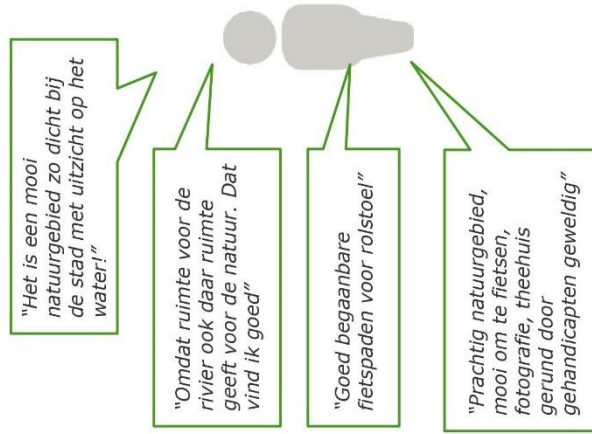 “Het is een mooi
natuurgebied zo dicht bij
de stad met uitzicht op het
water!”
“Omdat ruimte voor de
rivier ook daar ruimte
geeft voor de natuur. Dat
vind ik goed”
“Goed begaanbare
fietspaden voor rolstoel”
“Prachtig natuurgebied,
mooi om te fietsen,
fotografie, theehuis
gerund door
gehandicapten geweldig”